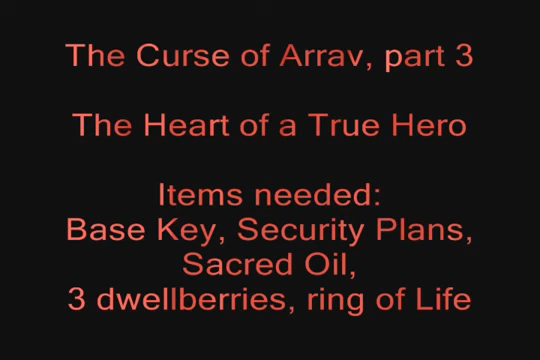 The Curse of Arrav, part 3
The Heart of a True Hero
Items needed:
Base Key, Security Plans,
Sacred Oil,
3 dwellberries, ring of Life